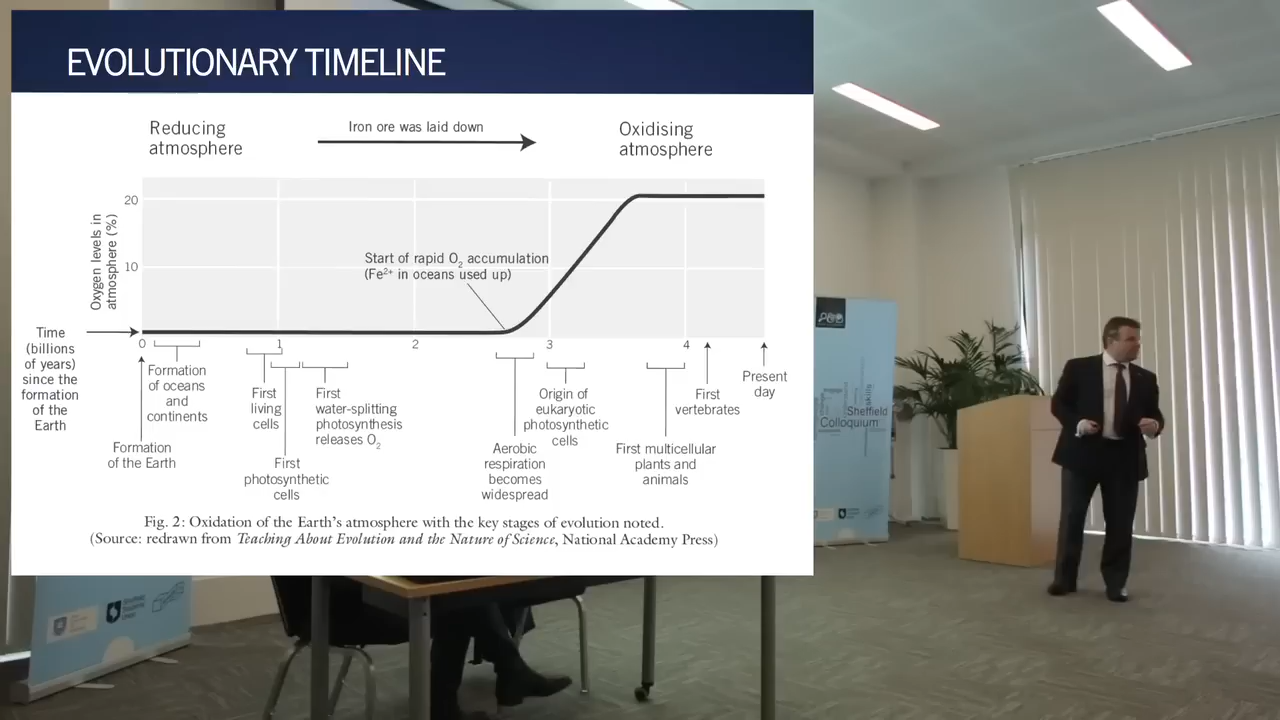 EVOLUTIONARY TIMELINE
Reducing
atmosphere
Iron ore was laid down
Oxidising
atmosphere
Oxygen levels in
atmosphere (%)
20
10
Start of rapid O₂ accumulation
(Fe²⁺ in oceans used up)
Time
(billions
of years)
since the
formation
of the
Earth
0
1
2
3
4
Formation
of the Earth
Formation
of oceans
and
continents
First
living
cells
First
photosynthetic
cells
First
water-splitting
photosynthesis
releases O₂
Aerobic
respiration
becomes
widespread
Origin of
eukaryotic
photosynthetic
cells
First multicellular
plants and
animals
First
vertebrates
Present
day
Fig. 2: Oxidation of the Earth's atmosphere with the key stages of evolution noted.
(Source: redrawn from Teaching About Evolution and the Nature of Science, National Academy Press)
skills
Sheffield
Colloquium